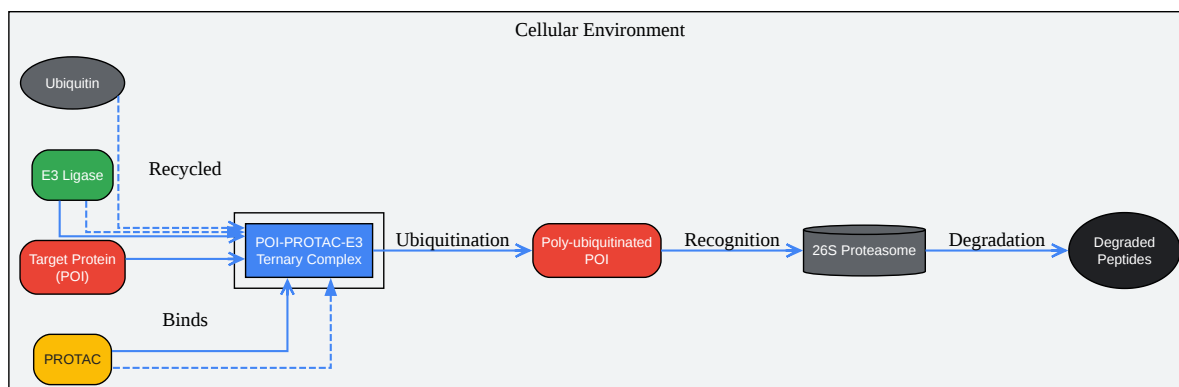 Cellular Environment
Ubiquitin
E3 Ligase
Recycled
Target Protein
(POI)
POI-PROTAC-E3
Ternary Complex
Ubiquitination
Poly-ubiquitinated
POI
Recognition
26S Proteasome
Degradation
Degraded
Peptides
Binds
PROTAC